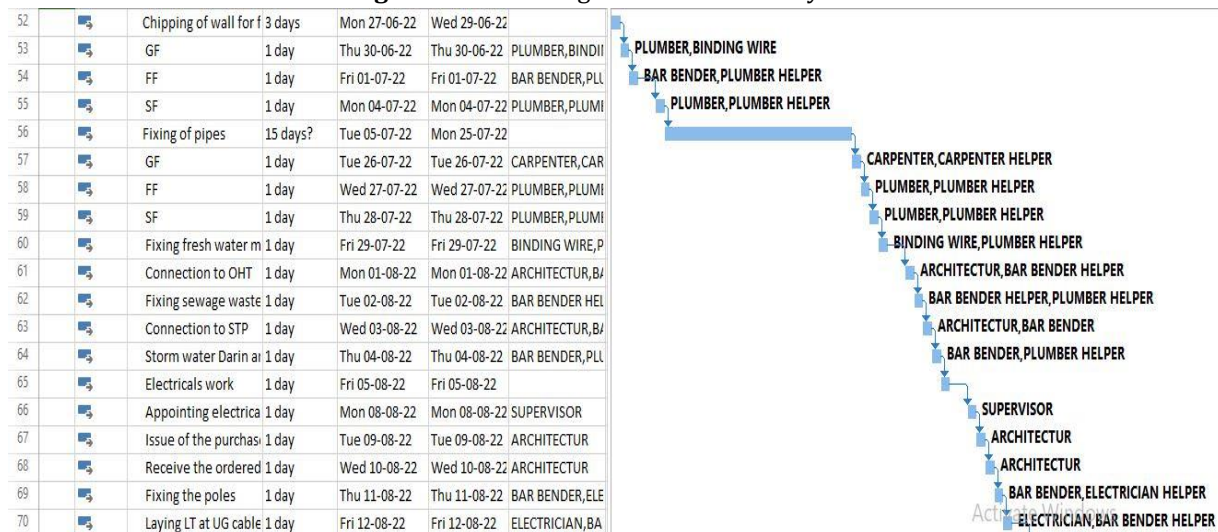 52 Chipping of wall for f 3 days Mon 27-06-22 Wed 29-06-22
53 GF 1 day Thu 30-06-22 Thu 30-06-22 PLUMBER,BINDII PLUMBER,BINDING WIRE
54 FF 1 day Fri 01-07-22 Fri 01-07-22 BAR BENDER,PLU BAR BENDER,PLUMBER HELPER
55 SF 1 day Mon 04-07-22 Mon 04-07-22 PLUMBER,PLUME PLUMBER,PLUMBER HELPER
56 Fixing of pipes 15 days? Tue 05-07-22 Mon 25-07-22
57 GF 1 day Tue 26-07-22 Tue 26-07-22 CARPENTER,CAR CARPENTER,CARPENTER HELPER
58 FF 1 day Wed 27-07-22 Wed 27-07-22 PLUMBER,PLUME PLUMBER,PLUMBER HELPER
59 SF 1 day Thu 28-07-22 Thu 28-07-22 PLUMBER,PLUME PLUMBER,PLUMBER HELPER
60 Fixing fresh water m 1 day Fri 29-07-22 Fri 29-07-22 BINDING WIRE,P BINDING WIRE,PLUMBER HELPER
61 Connection to OHT 1 day Mon 01-08-22 Mon 01-08-22 ARCHITECTUR,BA ARCHITECTUR,BAR BENDER HELPER
62 Fixing sewage waste 1 day Tue 02-08-22 Tue 02-08-22 BAR BENDER HEL BAR BENDER HELPER,PLUMBER HELPER
63 Connection to STP 1 day Wed 03-08-22 Wed 03-08-22 ARCHITECTUR,BA ARCHITECTUR,BAR BENDER
64 Storm water Darin ar 1 day Thu 04-08-22 Thu 04-08-22 BAR BENDER,PLU BAR BENDER,PLUMBER HELPER
65 Electricals work 1 day Fri 05-08-22 Fri 05-08-22
66 Appointing electrica 1 day Mon 08-08-22 Mon 08-08-22 SUPERVISOR SUPERVISOR
67 Issue of the purchas 1 day Tue 09-08-22 Tue 09-08-22 ARCHITECTUR ARCHITECTUR
68 Receive the ordered 1 day Wed 10-08-22 Wed 10-08-22 ARCHITECTUR ARCHITECTUR
69 Fixing the poles 1 day Thu 11-08-22 Thu 11-08-22 BAR BENDER,ELE BAR BENDER,ELECTRICIAN HELPER
70 Laying LT at UG cable 1 day Fri 12-08-22 Fri 12-08-22 ELECTRICIAN,BA ELECTRICIAN,BAR BENDER HELPER
Activate Windows